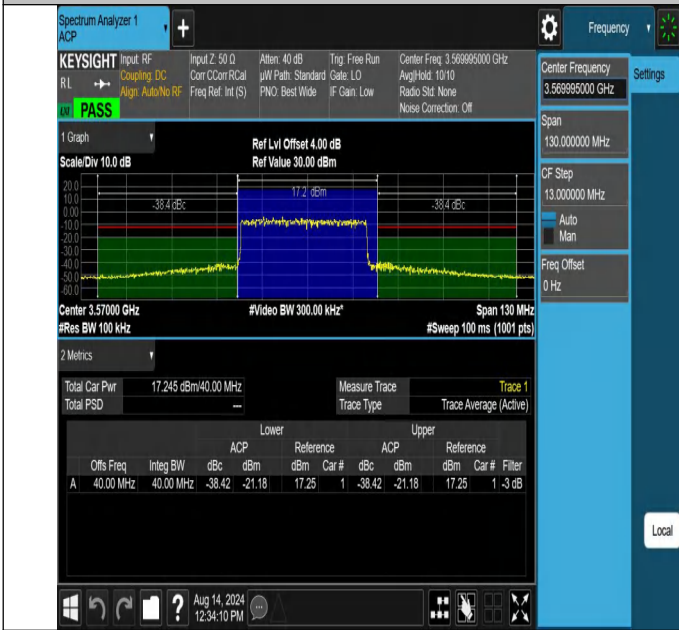 Spectrum Analyzer 1
ACP
+
Frequency
KEYSIGHT
RL
PASS
Input: RF
Coupling: DC
Align: Auto/No RF
Input Z: 50 Ω
Corr CCorr RCal
Freq Ref: Int (S)
Atten: 40 dB
µW Path: Standard
PNO: Best Wide
Trig: Free Run
Gate: LO
IF Gain: Low
Center Freq: 3.569995000 GHz
Avg|Hold: 10/10
Radio Std: None
Noise Correction: Off
Center Frequency
3.569995000 GHz
Settings
Span
130.000000 MHz
CF Step
13.000000 MHz
Auto
Man
Freq Offset
0 Hz
1 Graph
Scale/Div 10.0 dB
Ref Lvl Offset 4.00 dB
Ref Value 30.00 dBm
20.0
10.0
0.00
-10.0
-20.0
-30.0
-40.0
-50.0
-60.0
-38.4 dBc
17.2 dBm
-38.4 dBc
Center 3.57000 GHz
#Video BW 300.00 kHz*
Span 130 MHz
#Res BW 100 kHz
#Sweep 100 ms (1001 pts)
2 Metrics
Total Car Pwr 17.245 dBm/40.00 MHz
Total PSD ---
Measure Trace Trace 1
Trace Type Trace Average (Active)
Lower Upper
ACP Reference ACP Reference
Offs Freq Integ BW dBc dBm dBm Car # dBc dBm dBm Car # Filter
A 40.00 MHz 40.00 MHz -38.42 -21.18 17.25 1 -38.42 -21.18 17.25 1 -3 dB
Local
?
Aug 14, 2024
12:34:10 PM